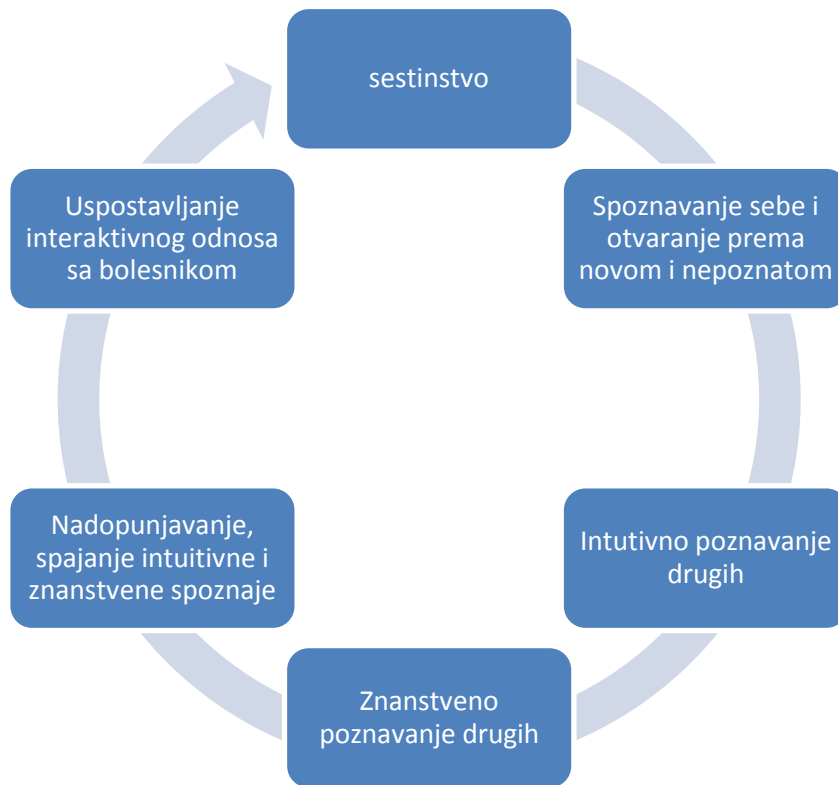 sestinstvo
Spoznavanje sebe i
otvaranje prema
novom i nepoznatom
Intutivno poznavanje
drugih
Znanstveno
poznavanje drugih
Nadopunjavanje,
spajanje intuitivne i
znanstvene spoznaje
Uspostavljanje
interaktivnog odnosa
sa bolesnikom